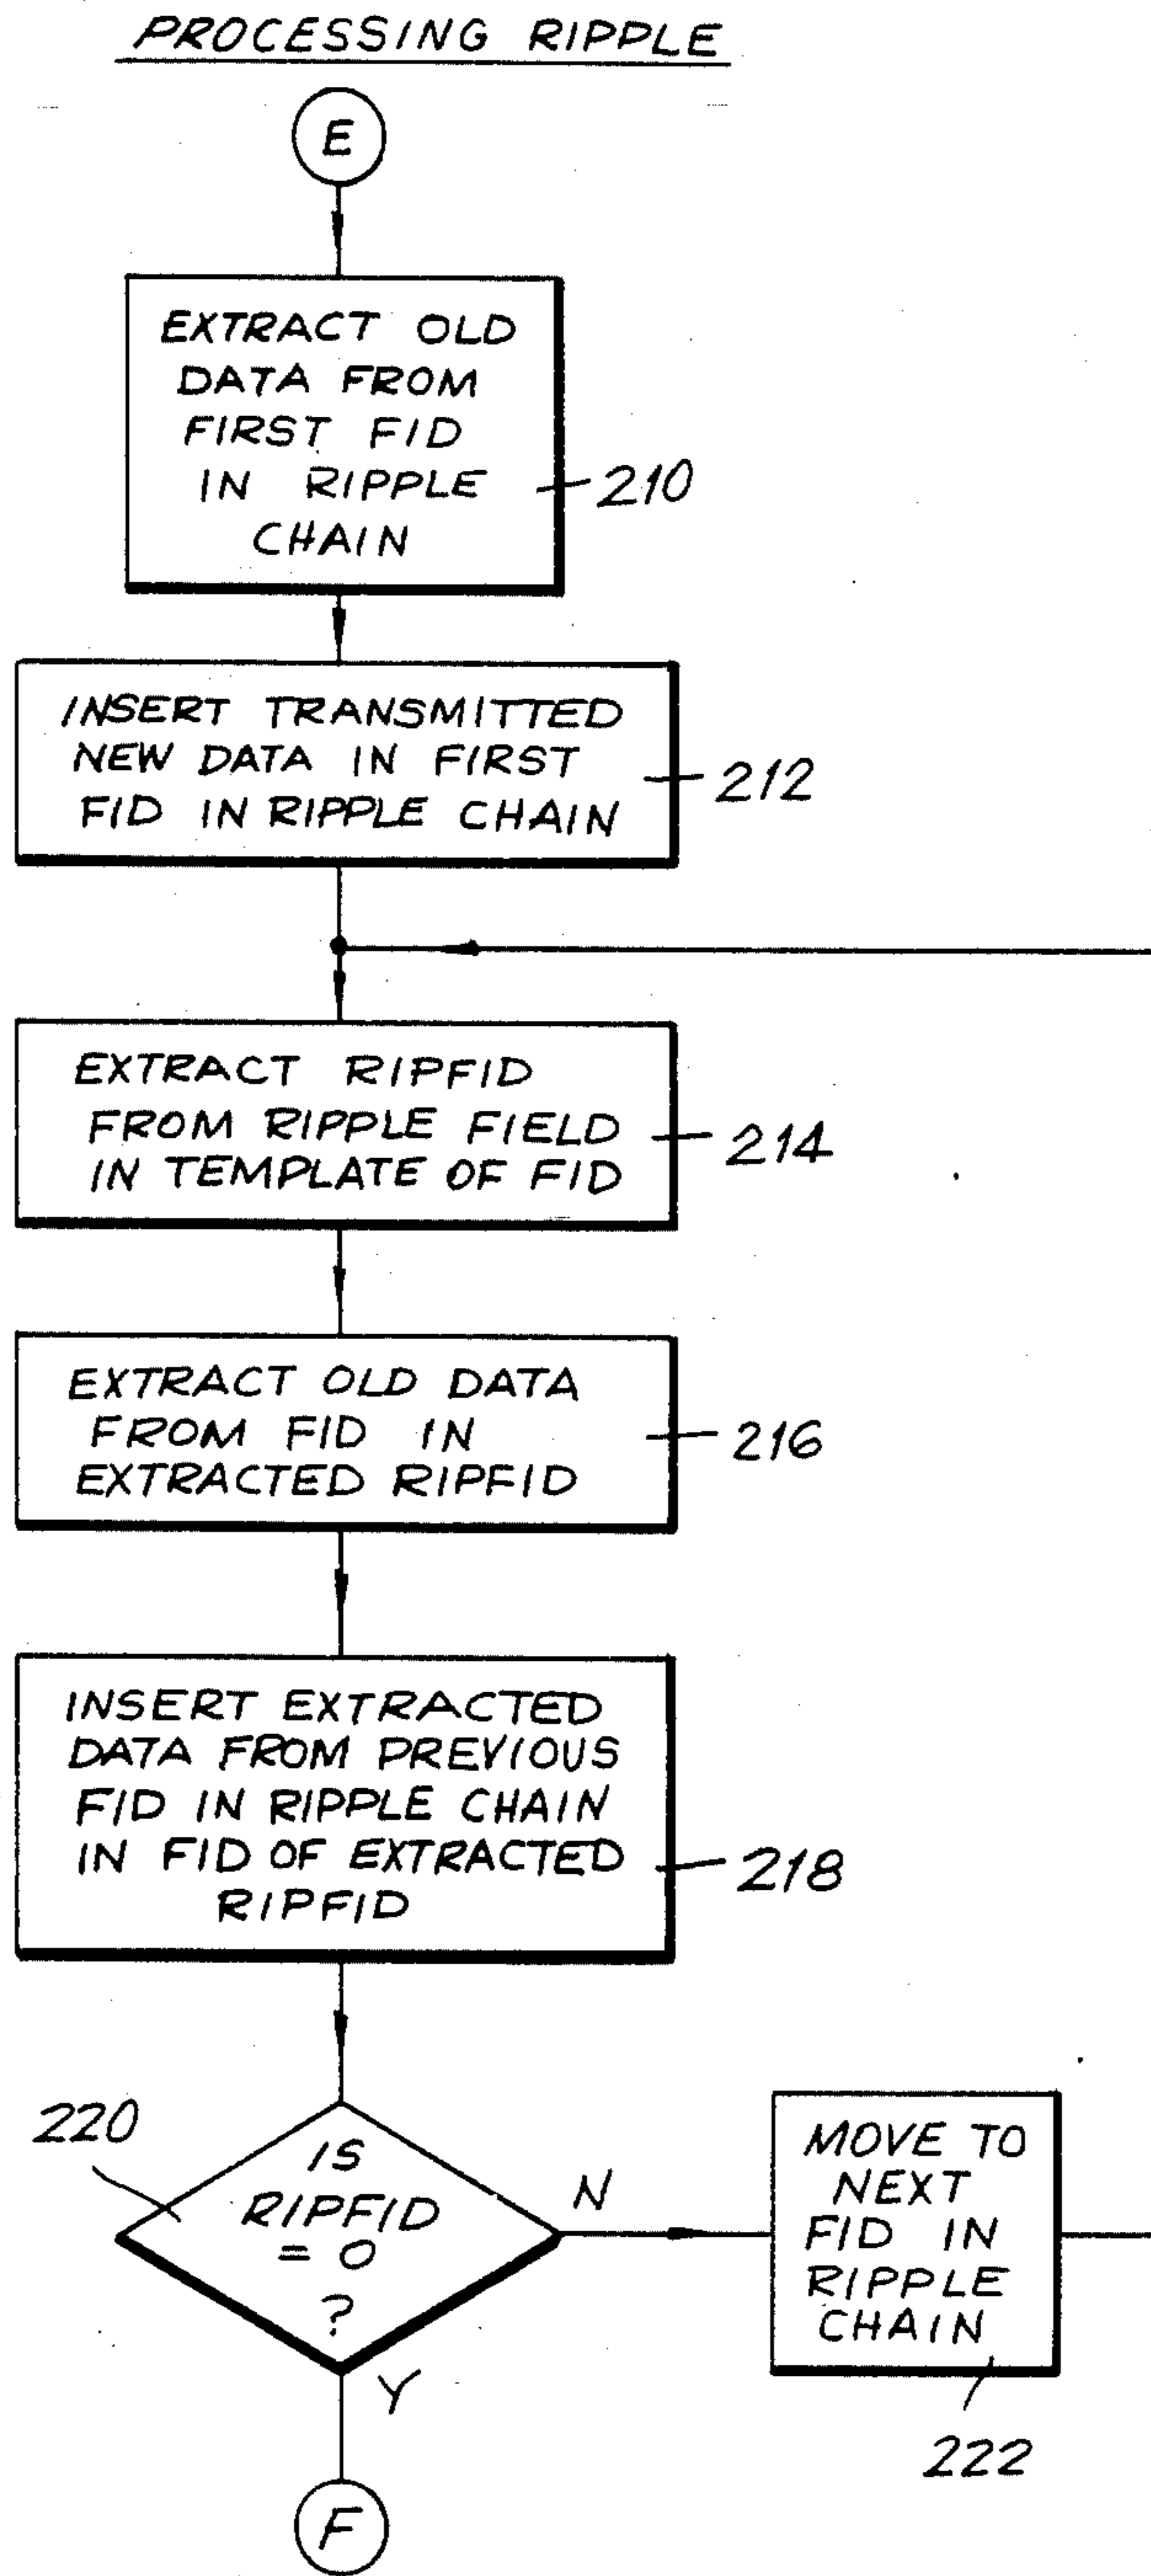 PROCESSING RIPPLE
E
EXTRACT OLD
DATA FROM
FIRST FID
IN RIPPLE
CHAIN
210
INSERT TRANSMITTED
NEW DATA IN FIRST
FID IN RIPPLE CHAIN
212
EXTRACT RIPFID
FROM RIPPLE FIELD
IN TEMPLATE OF FID
214
EXTRACT OLD DATA
FROM FID IN
EXTRACTED RIPFID
216
INSERT EXTRACTED
DATA FROM PREVIOUS
FID IN RIPPLE CHAIN
IN FID OF EXTRACTED
RIPFID
218
220
IS
RIPFID
= 0
?
N
Y
MOVE TO
NEXT
FID IN
RIPPLE
CHAIN
222
F